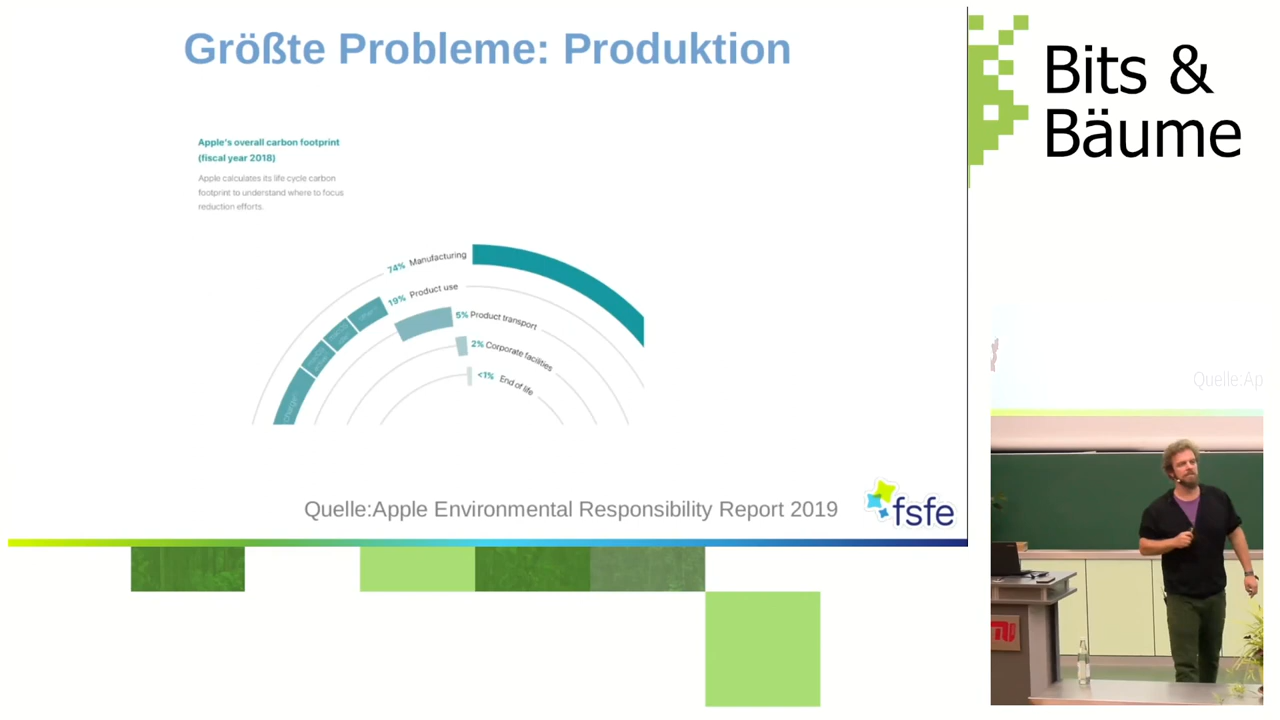 Größte Probleme: Produktion
Bits &
Bäume
Apple's overall carbon footprint
(fiscal year 2018)
Apple calculates its life cycle carbon
footprint to understand where to focus
reduction efforts.
74% Manufacturing
19% Product use
5% Product transport
2% Corporate facilities
<1% End of life
Quelle:Apple Environmental Responsibility Report 2019
fsfe
Quelle:Ap